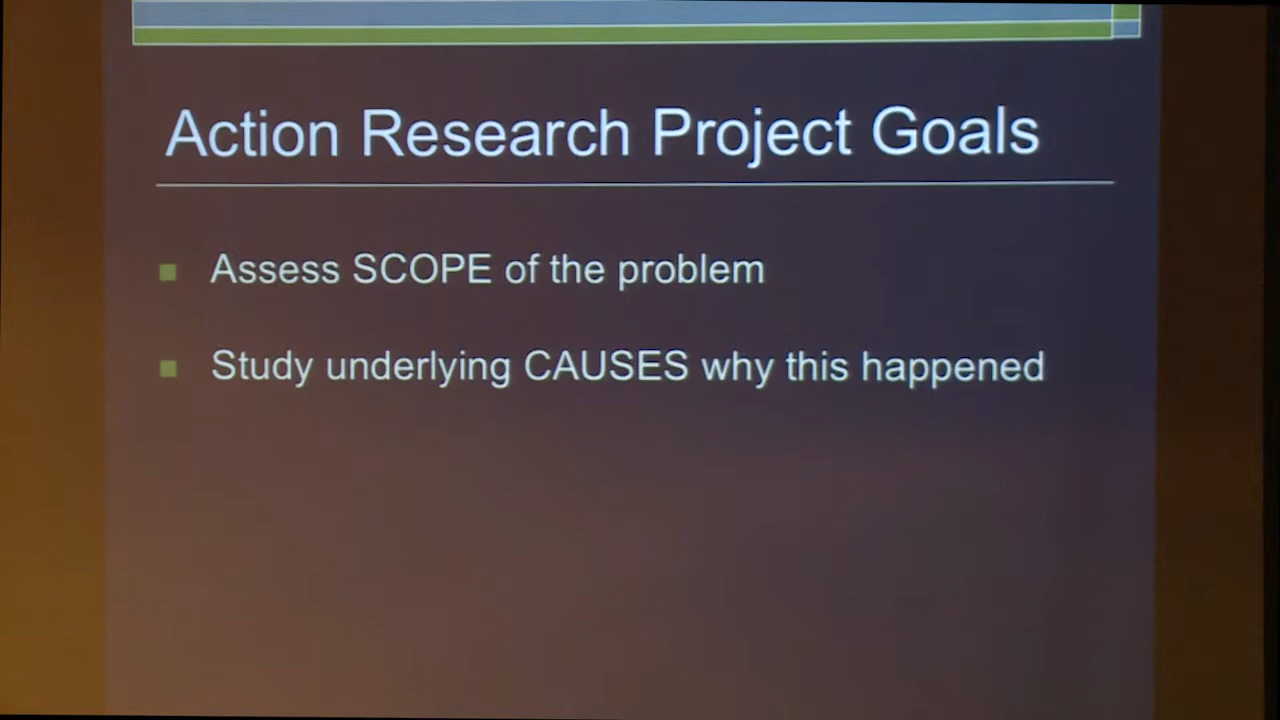 Action Research Project Goals
Assess SCOPE of the problem
Study underlying CAUSES why this happened